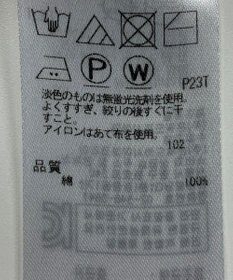 P
W
P23T
淡色のものは無蛍光洗剤を使用。
よくすすぎ、絞りの後すぐに干
すこと。
アイロンはあて布を使用。
102
品質
綿 100%